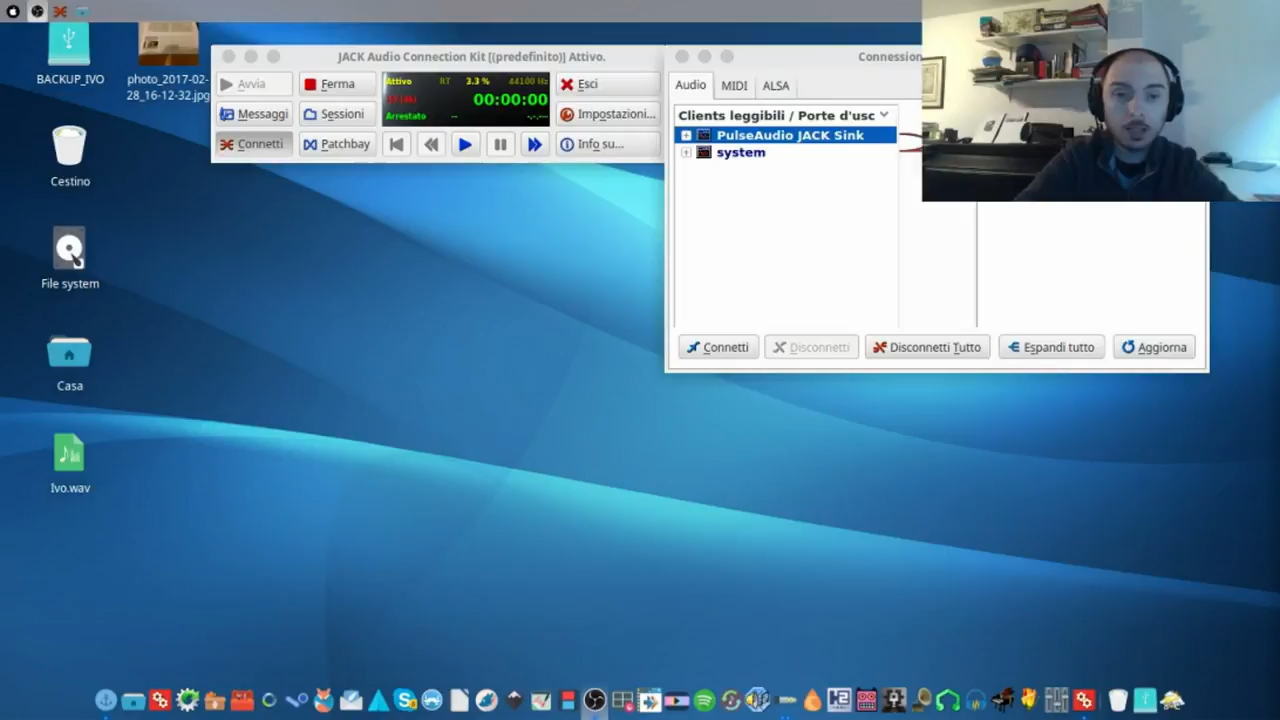 JACK Audio Connection Kit [(predefinito)] Attivo.
Connession
Avvia
Ferma
Attivo RT 3.3 % 44100 Hz
00:00:00
Arrestato -- -.-.--
Esci
Messaggi
Sessioni
Impostazioni...
Connetti
Patchbay
Info su...
Audio MIDI ALSA
Clients leggibili / Porte d'usc
PulseAudio JACK Sink
system
Connetti
Disconnetti
Disconnetti Tutto
Espandi tutto
Aggiorna
BACKUP_IVO
photo_2017-02-
28_16-12-32.jpg
Cestino
File system
Casa
Ivo.wav